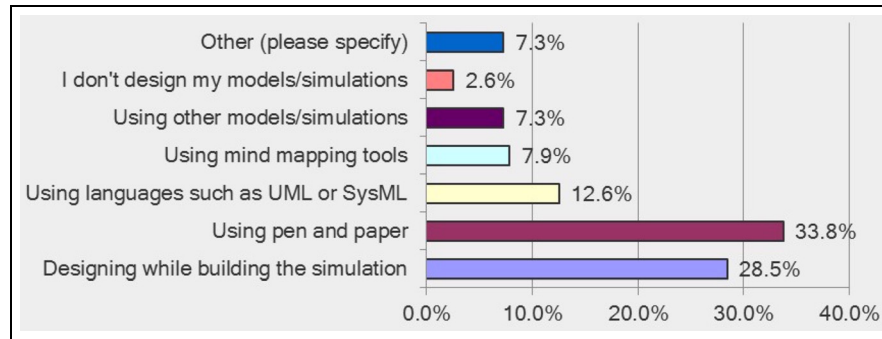 Other (please specify) 7.3%
I don't design my models/simulations 2.6%
Using other models/simulations 7.3%
Using mind mapping tools 7.9%
Using languages such as UML or SysML 12.6%
Using pen and paper 33.8%
Designing while building the simulation 28.5%
0.0% 10.0% 20.0% 30.0% 40.0%